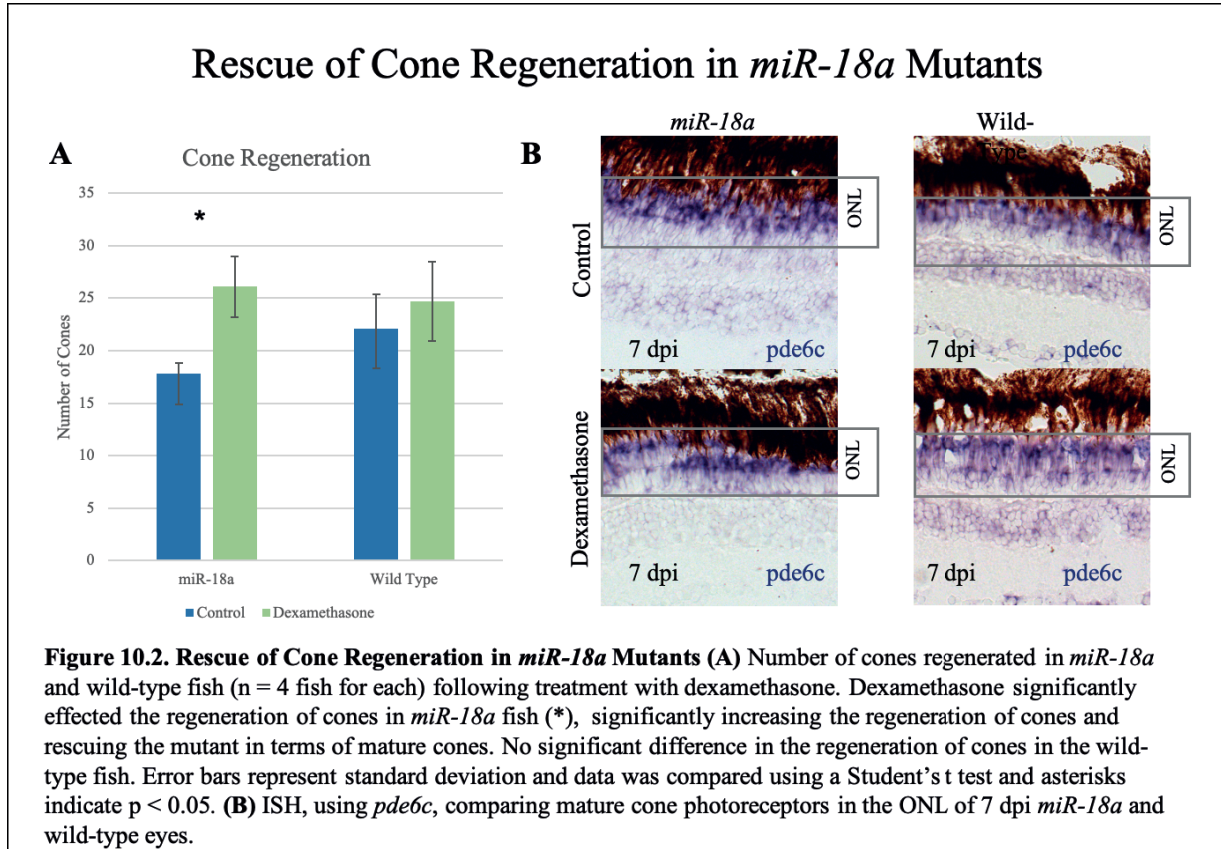 Rescue of Cone Regeneration in miR-18a Mutants
A
Cone Regeneration
35
30
25
20
15
10
5
0
Number of Cones
*
miR-18a
Wild Type
Control
Dexamethasone
B
miR-18a
Wild-
Type
Control
ONL
7 dpi
pde6c
ONL
7 dpi
pde6c
Dexamethasone
ONL
7 dpi
pde6c
ONL
7 dpi
pde6c
Figure 10.2. Rescue of Cone Regeneration in miR-18a Mutants (A) Number of cones regenerated in miR-18a
and wild-type fish (n = 4 fish for each) following treatment with dexamethasone. Dexamethasone significantly
effected the regeneration of cones in miR-18a fish (*), significantly increasing the regeneration of cones and
rescuing the mutant in terms of mature cones. No significant difference in the regeneration of cones in the wild-
type fish. Error bars represent standard deviation and data was compared using a Student’s t test and asterisks
indicate p < 0.05. (B) ISH, using pde6c, comparing mature cone photoreceptors in the ONL of 7 dpi miR-18a and
wild-type eyes.